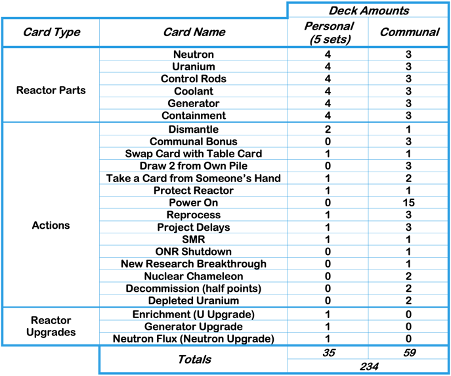 Deck Amounts
Card Type Card Name Personal (5 sets) Communal
Reactor Parts
Neutron 4 3
Uranium 4 3
Control Rods 4 3
Coolant 4 3
Generator 4 3
Containment 4 3
Actions
Dismantle 2 1
Communal Bonus 0 3
Swap Card with Table Card 1 1
Draw 2 from Own Pile 0 3
Take a Card from Someone's Hand 1 2
Protect Reactor 1 1
Power On 0 15
Reprocess 1 3
Project Delays 1 3
SMR 1 1
ONR Shutdown 0 1
New Research Breakthrough 0 1
Nuclear Chameleon 0 2
Decommission (half points) 0 2
Depleted Uranium 0 2
Reactor Upgrades
Enrichment (U Upgrade) 1 0
Generator Upgrade 1 0
Neutron Flux (Neutron Upgrade) 1 0
Totals 35 59
234